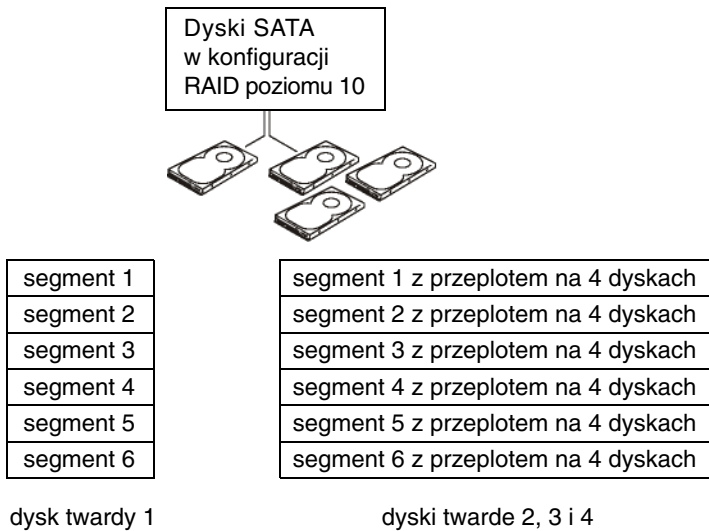 Dyski SATA
w konfiguracji
RAID poziomu 10
segment 1
segment 2
segment 3
segment 4
segment 5
segment 6
dysk twardy 1
segment 1 z przeplotem na 4 dyskach
segment 2 z przeplotem na 4 dyskach
segment 3 z przeplotem na 4 dyskach
segment 4 z przeplotem na 4 dyskach
segment 5 z przeplotem na 4 dyskach
segment 6 z przeplotem na 4 dyskach
dyski twarde 2, 3 i 4